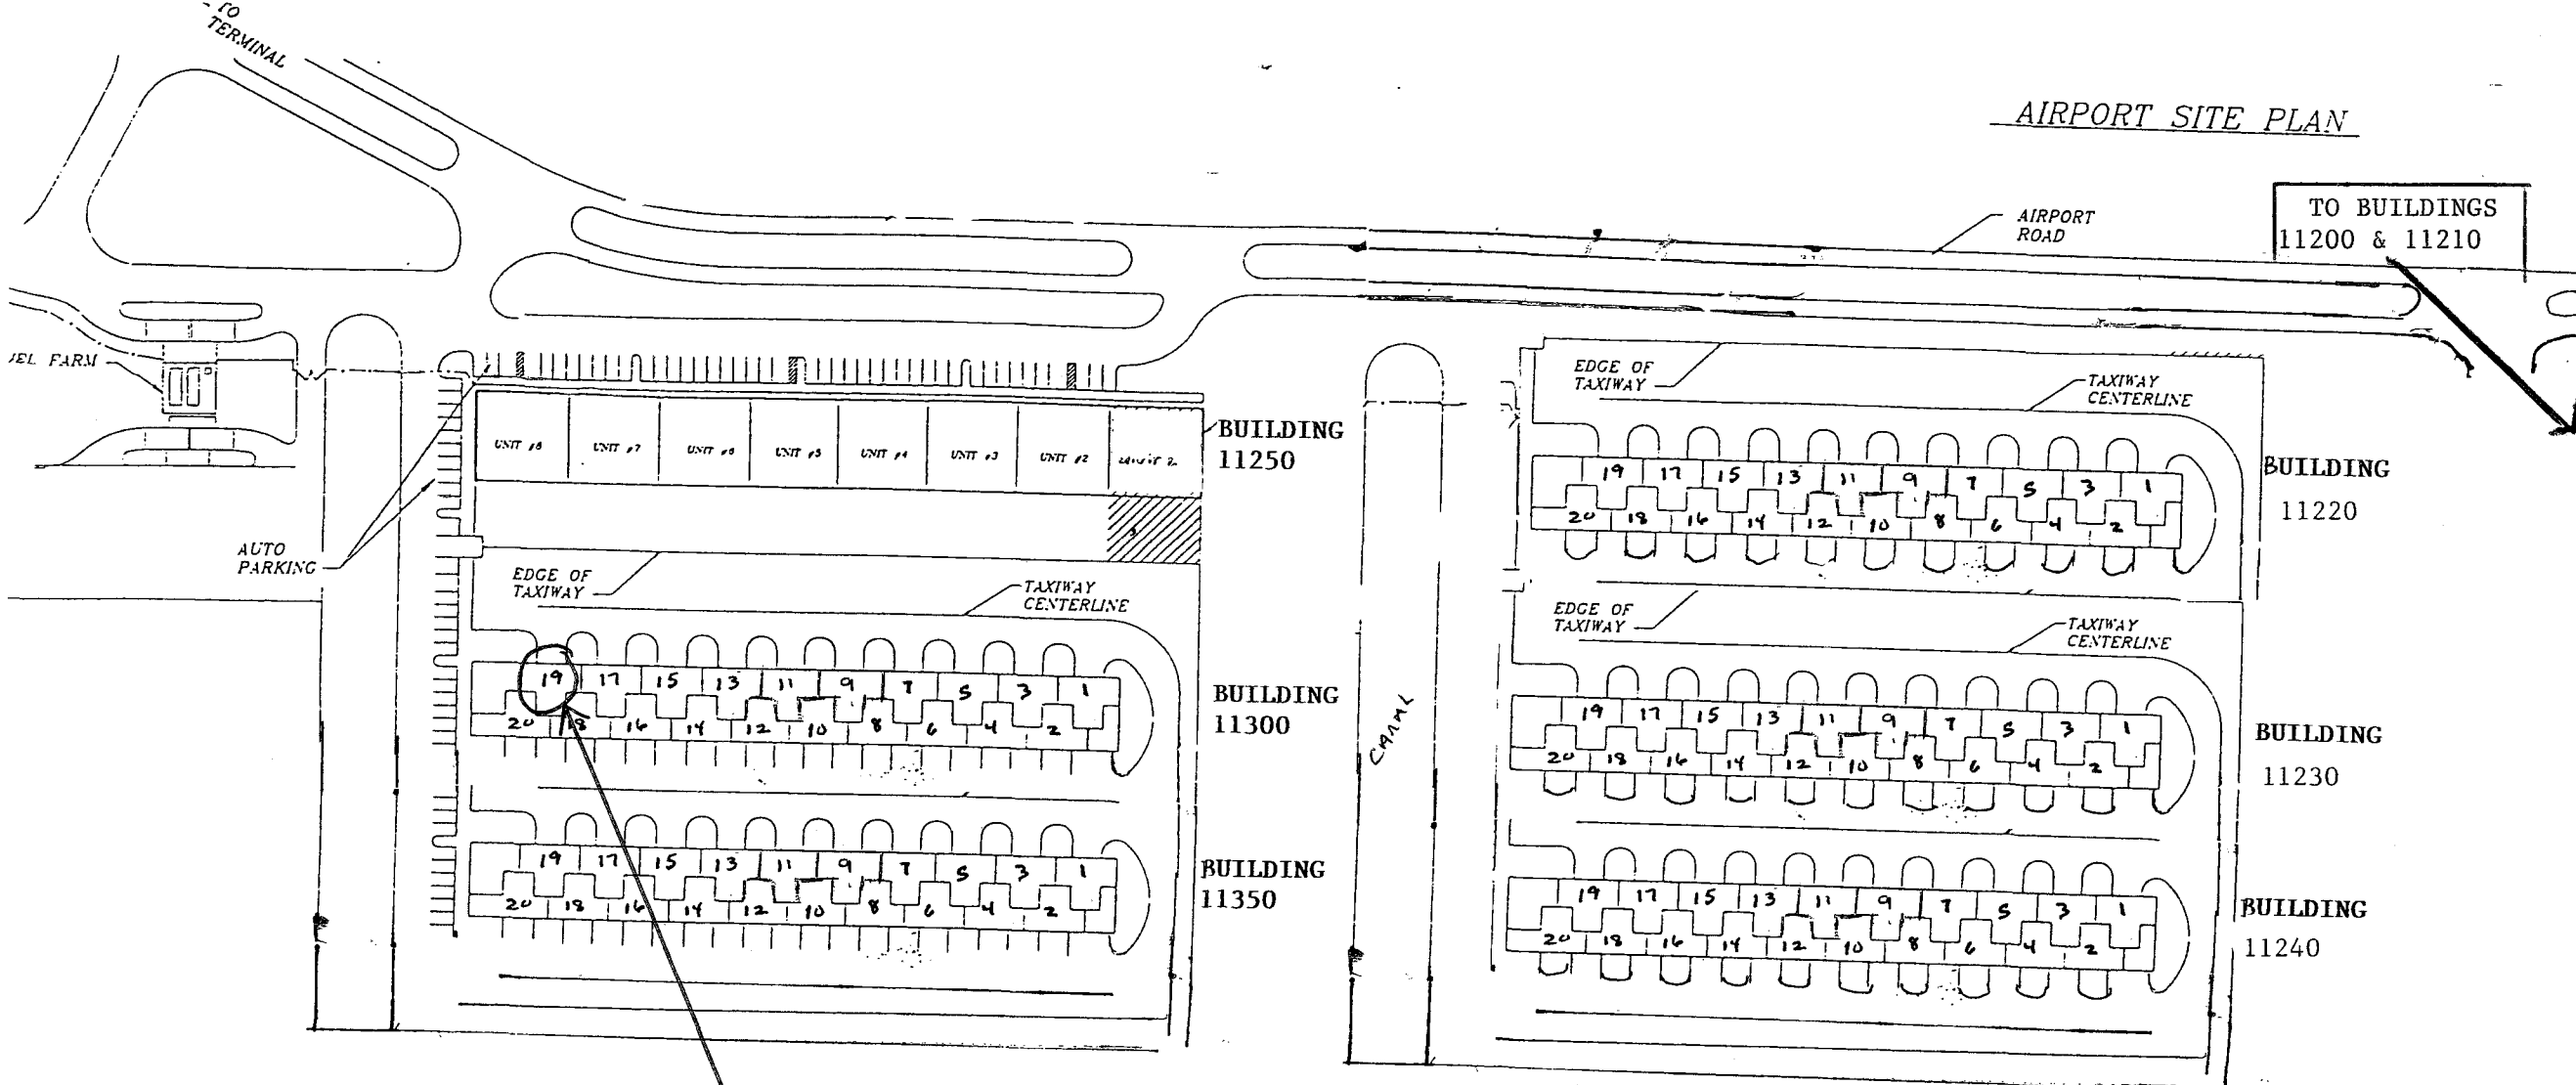 TO
TERMINAL
AIRPORT SITE PLAN
TO BUILDINGS
11200 & 11210
AIRPORT
ROAD
FARM
EDGE OF
TAXIWAY
TAXIWAY
CENTERLINE
BUILDING
11250
UNIT #8 UNIT #7 UNIT #6 UNIT #5 UNIT #4 UNIT #3 UNIT #2
19 17 15 13 11 9 7 5 3 1
20 18 16 14 12 10 8 6 4 2
BUILDING
11220
AUTO
PARKING
EDGE OF
TAXIWAY
TAXIWAY
CENTERLINE
EDGE OF
TAXIWAY
TAXIWAY
CENTERLINE
19 17 15 13 11 9 7 5 3 1
20 18 16 14 12 10 8 6 4 2
BUILDING
11300
CANAL
19 17 15 13 11 9 7 5 3 1
20 18 16 14 12 10 8 6 4 2
BUILDING
11230
19 17 15 13 11 9 7 5 3 1
20 18 16 14 12 10 8 6 4 2
BUILDING
11350
19 17 15 13 11 9 7 5 3 1
20 18 16 14 12 10 8 6 4 2
BUILDING
11240